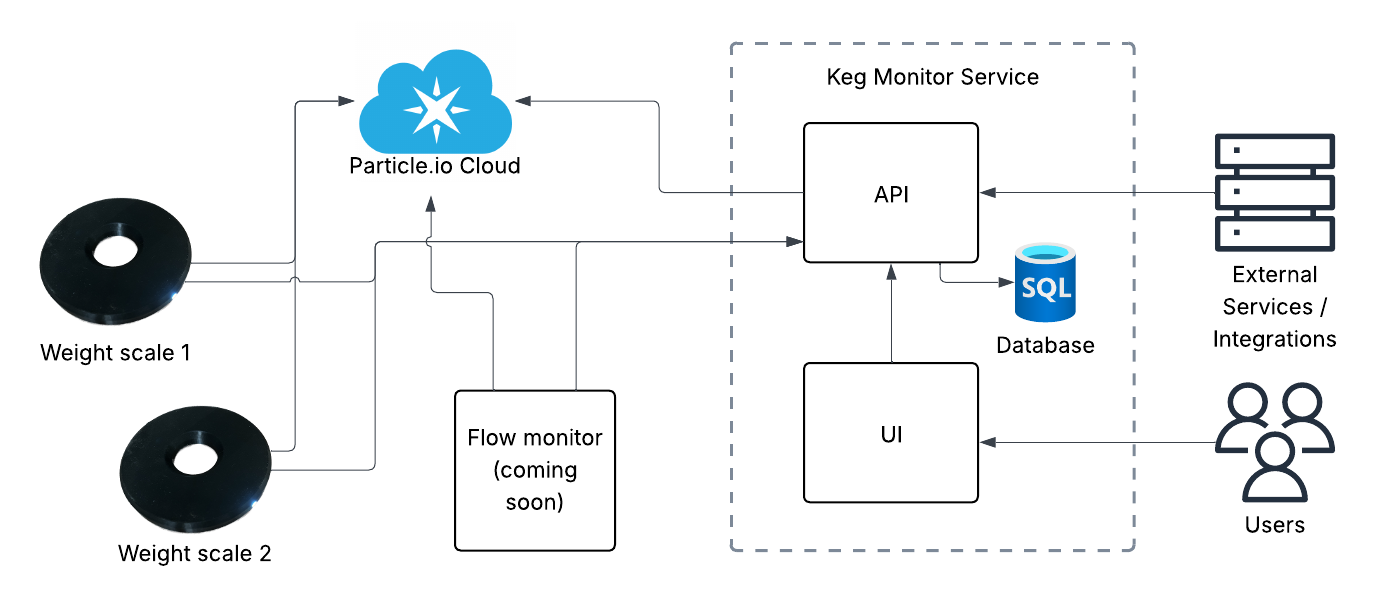 Keg Monitor Service
Particle.io Cloud
API
Weight scale 1
SQL
Database
External
Services /
Integrations
Flow monitor
(coming
soon)
UI
Weight scale 2
Users